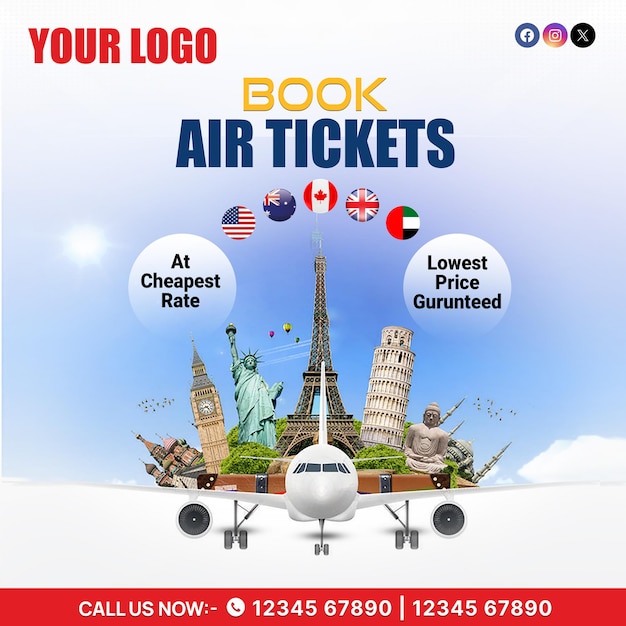 YOUR LOGO
BOOK
AIR TICKETS
At
Cheapest
Rate
Lowest
Price
Gurunteed
CALL US NOW:- 12345 67890 | 12345 67890